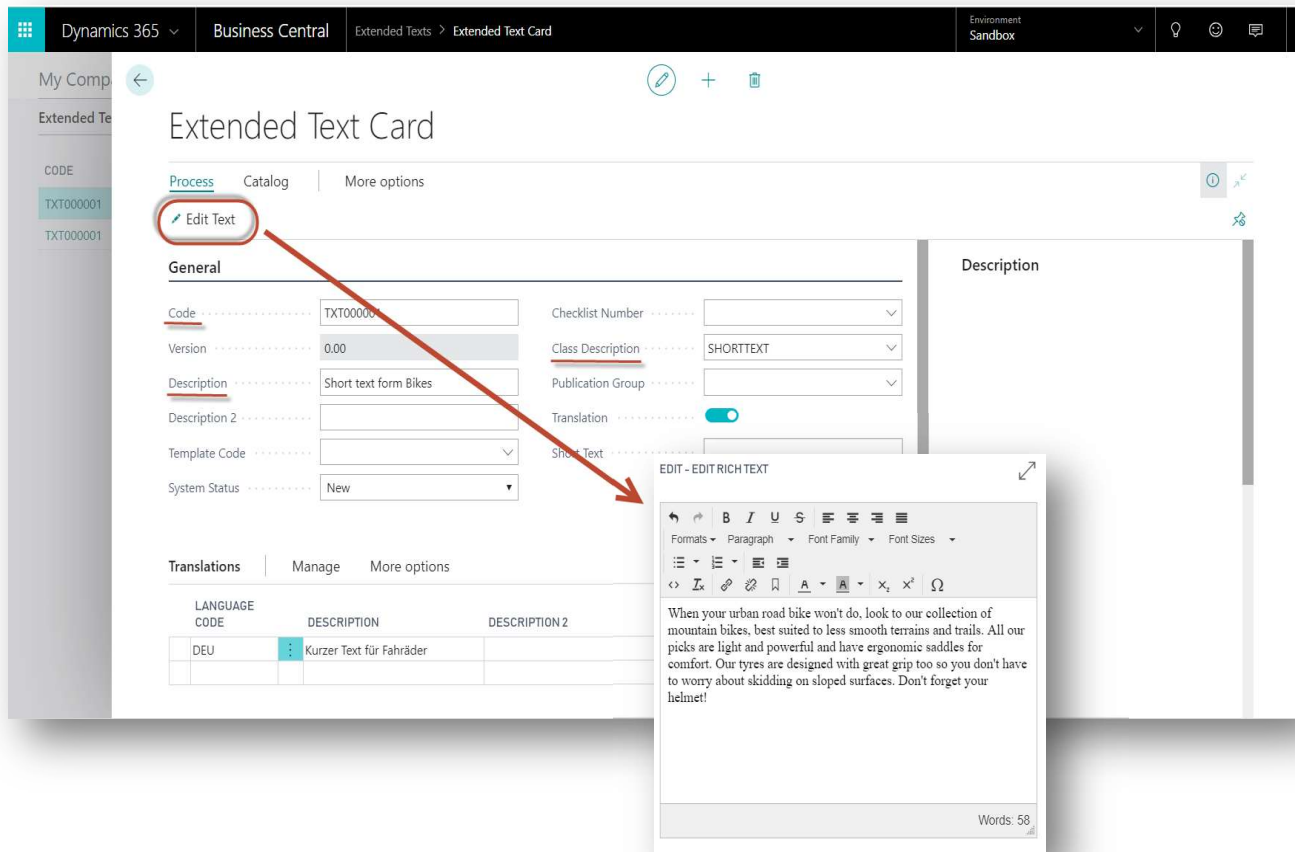 Dynamics 365 Business Central Extended Texts > Extended Text Card Environment
Sandbox
My Comp
Extended Te
CODE
TXT000001
TXT000001
Extended Text Card
Process Catalog More options
Edit Text
General
Description
Code TXT000001 Checklist Number
Version 0.00 Class Description SHORTTEXT
Description Short text form Bikes Publication Group
Description 2 Translation
Template Code Short Text
System Status New
Translations Manage More options
LANGUAGE
CODE DESCRIPTION DESCRIPTION 2
DEU Kurzer Text für Fahräder
EDIT - EDIT RICH TEXT
B I U S
Formats Paragraph Font Family Font Sizes
A A X₂ X² Ω
When your urban road bike won't do, look to our collection of
mountain bikes, best suited to less smooth terrains and trails. All our
picks are light and powerful and have ergonomic saddles for
comfort. Our tyres are designed with great grip too so you don't have
to worry about skidding on sloped surfaces. Don't forget your
helmet!
Words: 58